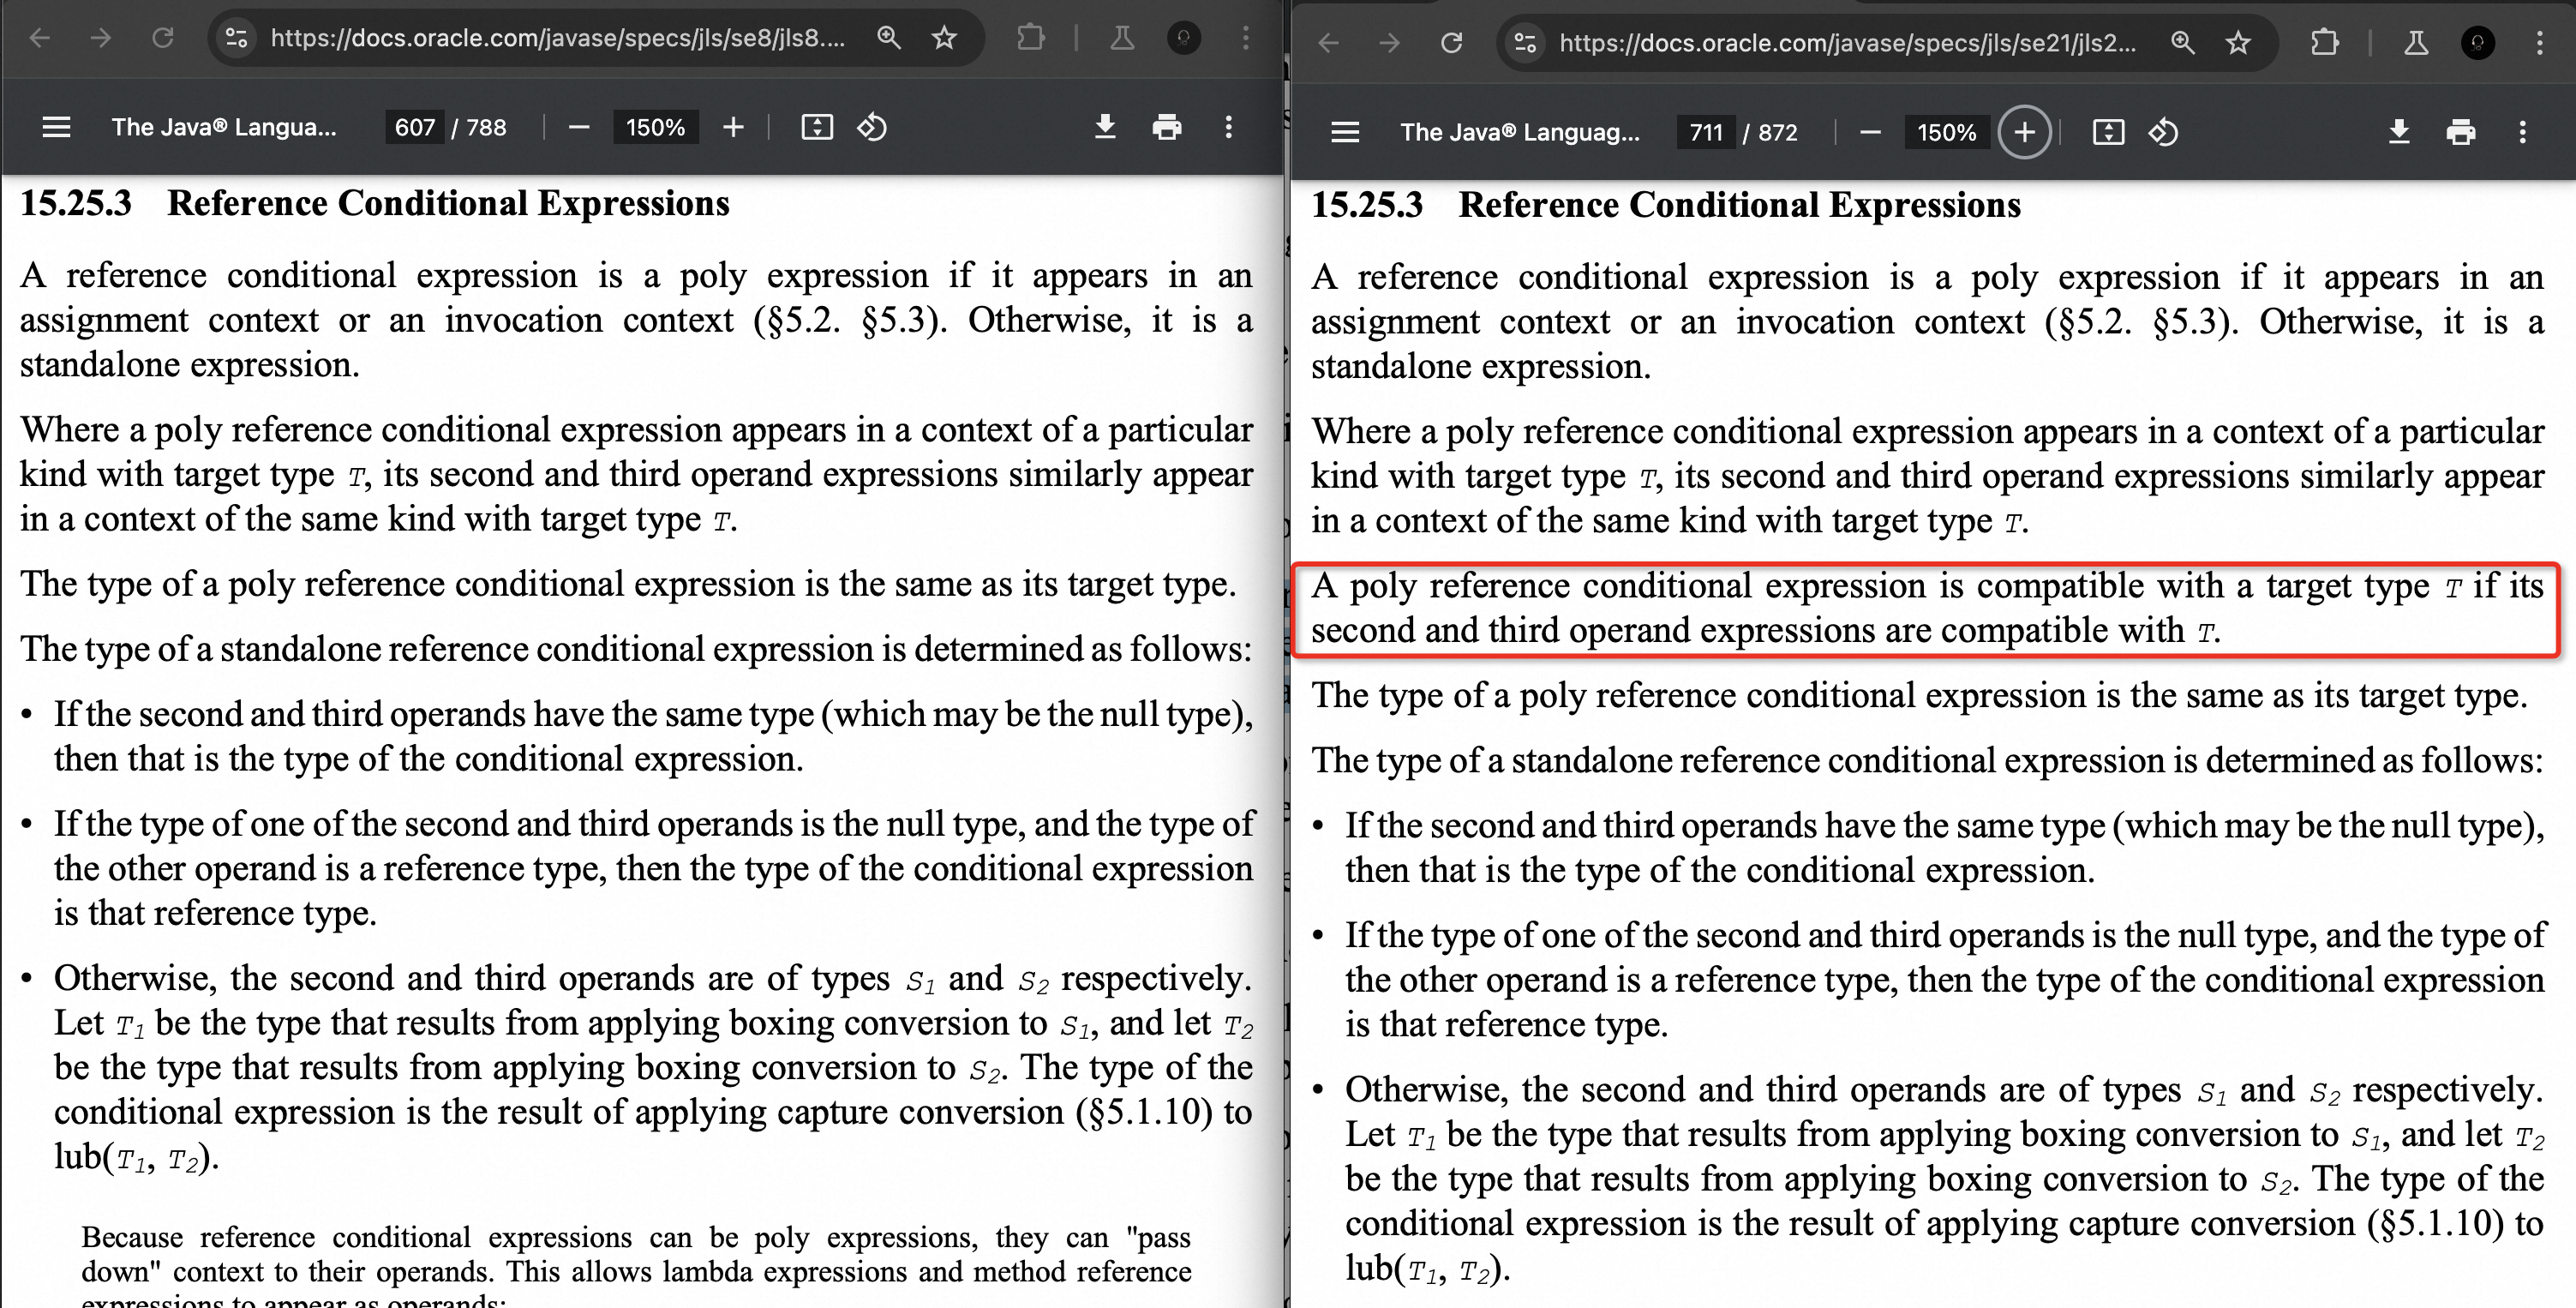 https://docs.oracle.com/javase/specs/jls/se8/jls8....
The Java® Langua...
607 / 788
150%
15.25.3 Reference Conditional Expressions
A reference conditional expression is a poly expression if it appears in an
assignment context or an invocation context (§5.2. §5.3). Otherwise, it is a
standalone expression.
Where a poly reference conditional expression appears in a context of a particular
kind with target type T, its second and third operand expressions similarly appear
in a context of the same kind with target type T.
The type of a poly reference conditional expression is the same as its target type.
The type of a standalone reference conditional expression is determined as follows:
• If the second and third operands have the same type (which may be the null type),
then that is the type of the conditional expression.
• If the type of one of the second and third operands is the null type, and the type of
the other operand is a reference type, then the type of the conditional expression
is that reference type.
• Otherwise, the second and third operands are of types S1 and S2 respectively.
Let T1 be the type that results from applying boxing conversion to S1, and let T2
be the type that results from applying boxing conversion to S2. The type of the
conditional expression is the result of applying capture conversion (§5.1.10) to
lub(T1, T2).
Because reference conditional expressions can be poly expressions, they can "pass
down" context to their operands. This allows lambda expressions and method reference
expressions to appear as operands:
https://docs.oracle.com/javase/specs/jls/se21/jls2...
The Java® Languag...
711 / 872
150%
15.25.3 Reference Conditional Expressions
A reference conditional expression is a poly expression if it appears in an
assignment context or an invocation context (§5.2. §5.3). Otherwise, it is a
standalone expression.
Where a poly reference conditional expression appears in a context of a particular
kind with target type T, its second and third operand expressions similarly appear
in a context of the same kind with target type T.
A poly reference conditional expression is compatible with a target type T if its
second and third operand expressions are compatible with T.
The type of a poly reference conditional expression is the same as its target type.
The type of a standalone reference conditional expression is determined as follows:
• If the second and third operands have the same type (which may be the null type),
then that is the type of the conditional expression.
• If the type of one of the second and third operands is the null type, and the type of
the other operand is a reference type, then the type of the conditional expression
is that reference type.
• Otherwise, the second and third operands are of types S1 and S2 respectively.
Let T1 be the type that results from applying boxing conversion to S1, and let T2
be the type that results from applying boxing conversion to S2. The type of the
conditional expression is the result of applying capture conversion (§5.1.10) to
lub(T1, T2).